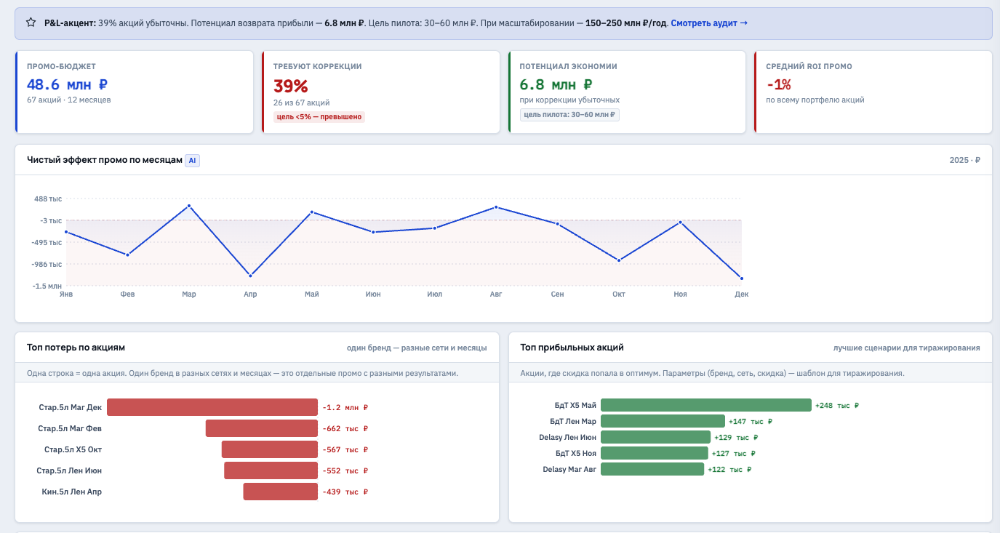 P&L-акцент: 39% акций убыточны. Потенциал возврата прибыли — 6.8 млн ₽. Цель пилота: 30–60 млн ₽. При масштабировании — 150–250 млн ₽/год. Смотреть аудит →
ПРОМО-БЮДЖЕТ
48.6 млн ₽
67 акций · 12 месяцев
ТРЕБУЮТ КОРРЕКЦИИ
39%
26 из 67 акций
цель <5% — превышено
ПОТЕНЦИАЛ ЭКОНОМИИ
6.8 млн ₽
при коррекции убыточных
цель пилота: 30–60 млн ₽
СРЕДНИЙ ROI ПРОМО
-1%
по всему портфелю акций
Чистый эффект промо по месяцам AI
2025 · ₽
488 тыс
-3 тыс
-495 тыс
-986 тыс
-1.5 млн
Янв Фев Мар Апр Май Июн Июл Авг Сен Окт Ноя Дек
Топ потерь по акциям
один бренд — разные сети и месяцы
Одна строка = одна акция. Один бренд в разных сетях и месяцах — это отдельные промо с разными результатами.
Стар.5л Маг Дек -1.2 млн ₽
Стар.5л Маг Фев -662 тыс ₽
Стар.5л X5 Окт -567 тыс ₽
Стар.5л Лен Июн -552 тыс ₽
Кин.5л Лен Апр -439 тыс ₽
Топ прибыльных акций
лучшие сценарии для тиражирования
Акции, где скидка попала в оптимум. Параметры (бренд, сеть, скидка) — шаблон для тиражирования.
БдТ X5 Май +248 тыс ₽
БдТ Лен Мар +147 тыс ₽
Delasy Лен Июн +129 тыс ₽
БдТ X5 Ноя +127 тыс ₽
Delasy Маг Авг +122 тыс ₽